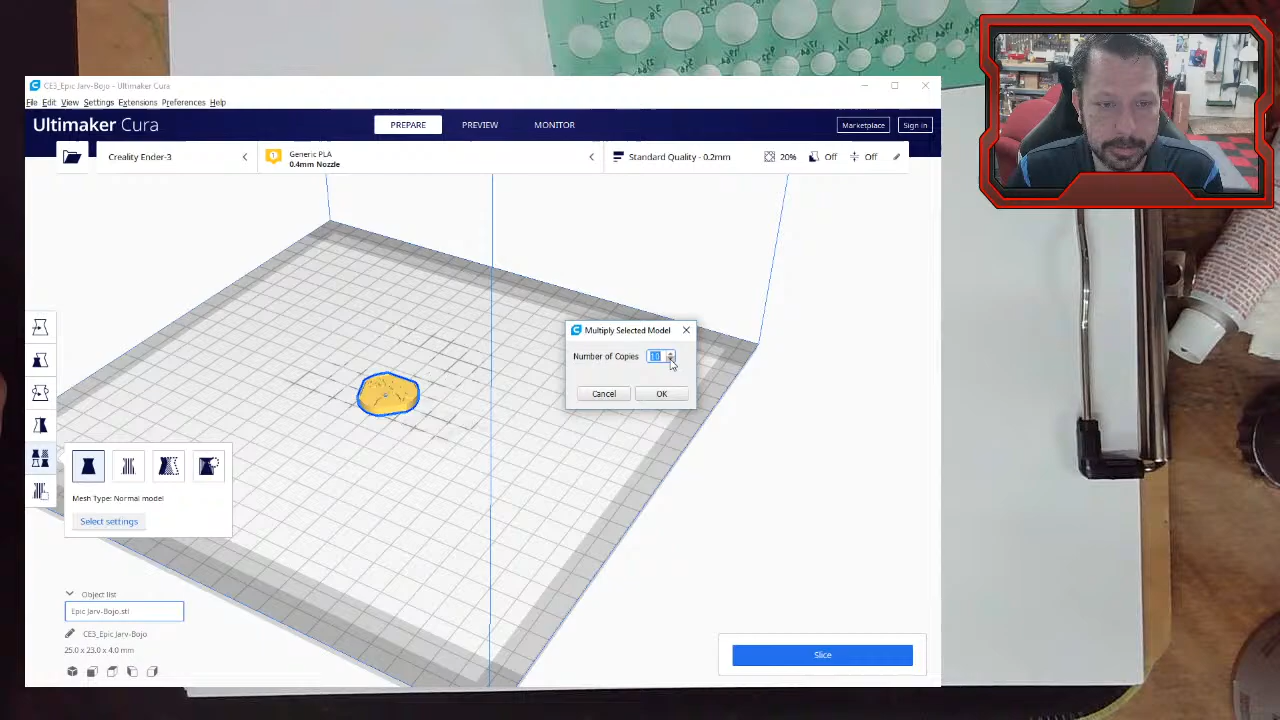 CE3_Epic Jarv-Bojo - Ultimaker Cura
File Edit View Settings Extensions Preferences Help
Ultimaker Cura
PREPARE
PREVIEW
MONITOR
Marketplace
Sign in
Creality Ender-3
1
Generic PLA
0.4mm Nozzle
Standard Quality - 0.2mm
20%
Off
Off
Multiply Selected Model
Number of Copies
Cancel
OK
Mesh Type: Normal model
Select settings
Object list
Epic Jarv-Bojo.stl
CE3_Epic Jarv-Bojo
25.0 x 23.0 x 4.0 mm
Slice